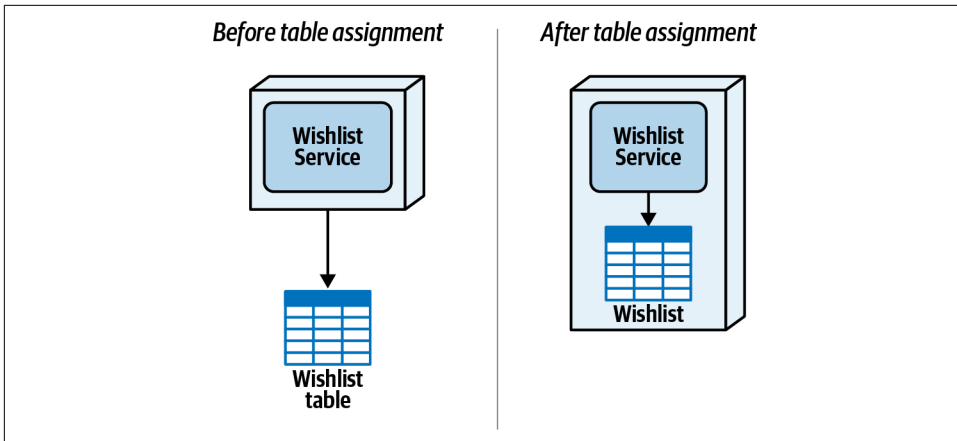 Before table assignment
After table assignment
Wishlist
Service
Wishlist
table
Wishlist
Service
Wishlist